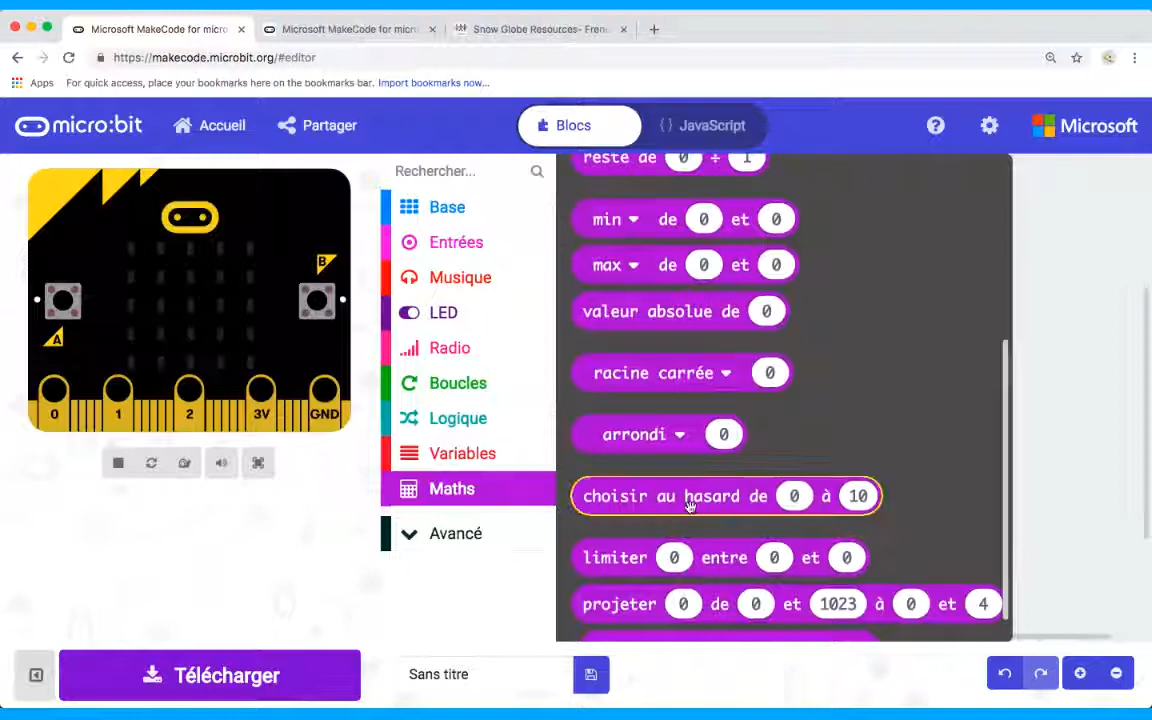 Microsoft MakeCode for micro
Microsoft MakeCode for micr
Snow Globe Resources- Fren
https://makecode.microbit.org/#editor
Apps For quick access, place your bookmarks here on the bookmarks bar. Import bookmarks now...
micro:bit Accueil Partager Blocs {} JavaScript Microsoft
Rechercher...
Base
Entrées
Musique
LED
Radio
Boucles
Logique
Variables
Maths
Avancé
A
B
0 1 2 3V GND
reste de 0 ÷ 1
min de 0 et 0
max de 0 et 0
valeur absolue de 0
racine carrée 0
arrondi 0
choisir au hasard de 0 à 10
limiter 0 entre 0 et 0
projeter 0 de 0 et 1023 à 0 et 4
Télécharger
Sans titre